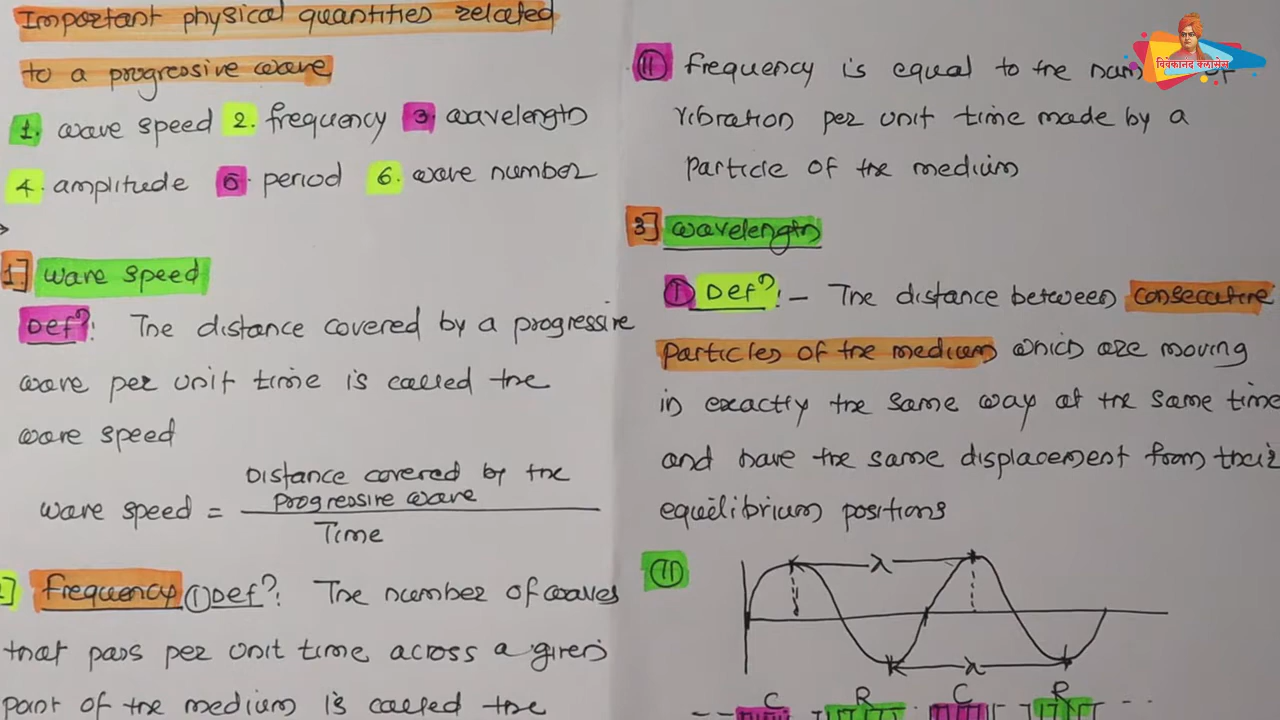 Important physical quantities related
to a progressive wave
1. wave speed 2. frequency 3. wavelength
4. amplitude 5. period 6. wave number
1] wave speed
Defn: The distance covered by a progressive
wave per unit time is called the
wave speed
wave speed = Distance covered by the
progressive wave
Time
frequency ① Defn: The number of waves
that pass per unit time across a given
point of the medium is called the
II frequency is equal to the num of
vibration per unit time made by a
particle of the medium
3] wavelength
I Defn:- The distance between consecutive
particles of the medium which are moving
in exactly the same way at the same time
and have the same displacement from their
equilibrium positions
II
λ
λ
C R C R
विवेकानंद क्लासेस